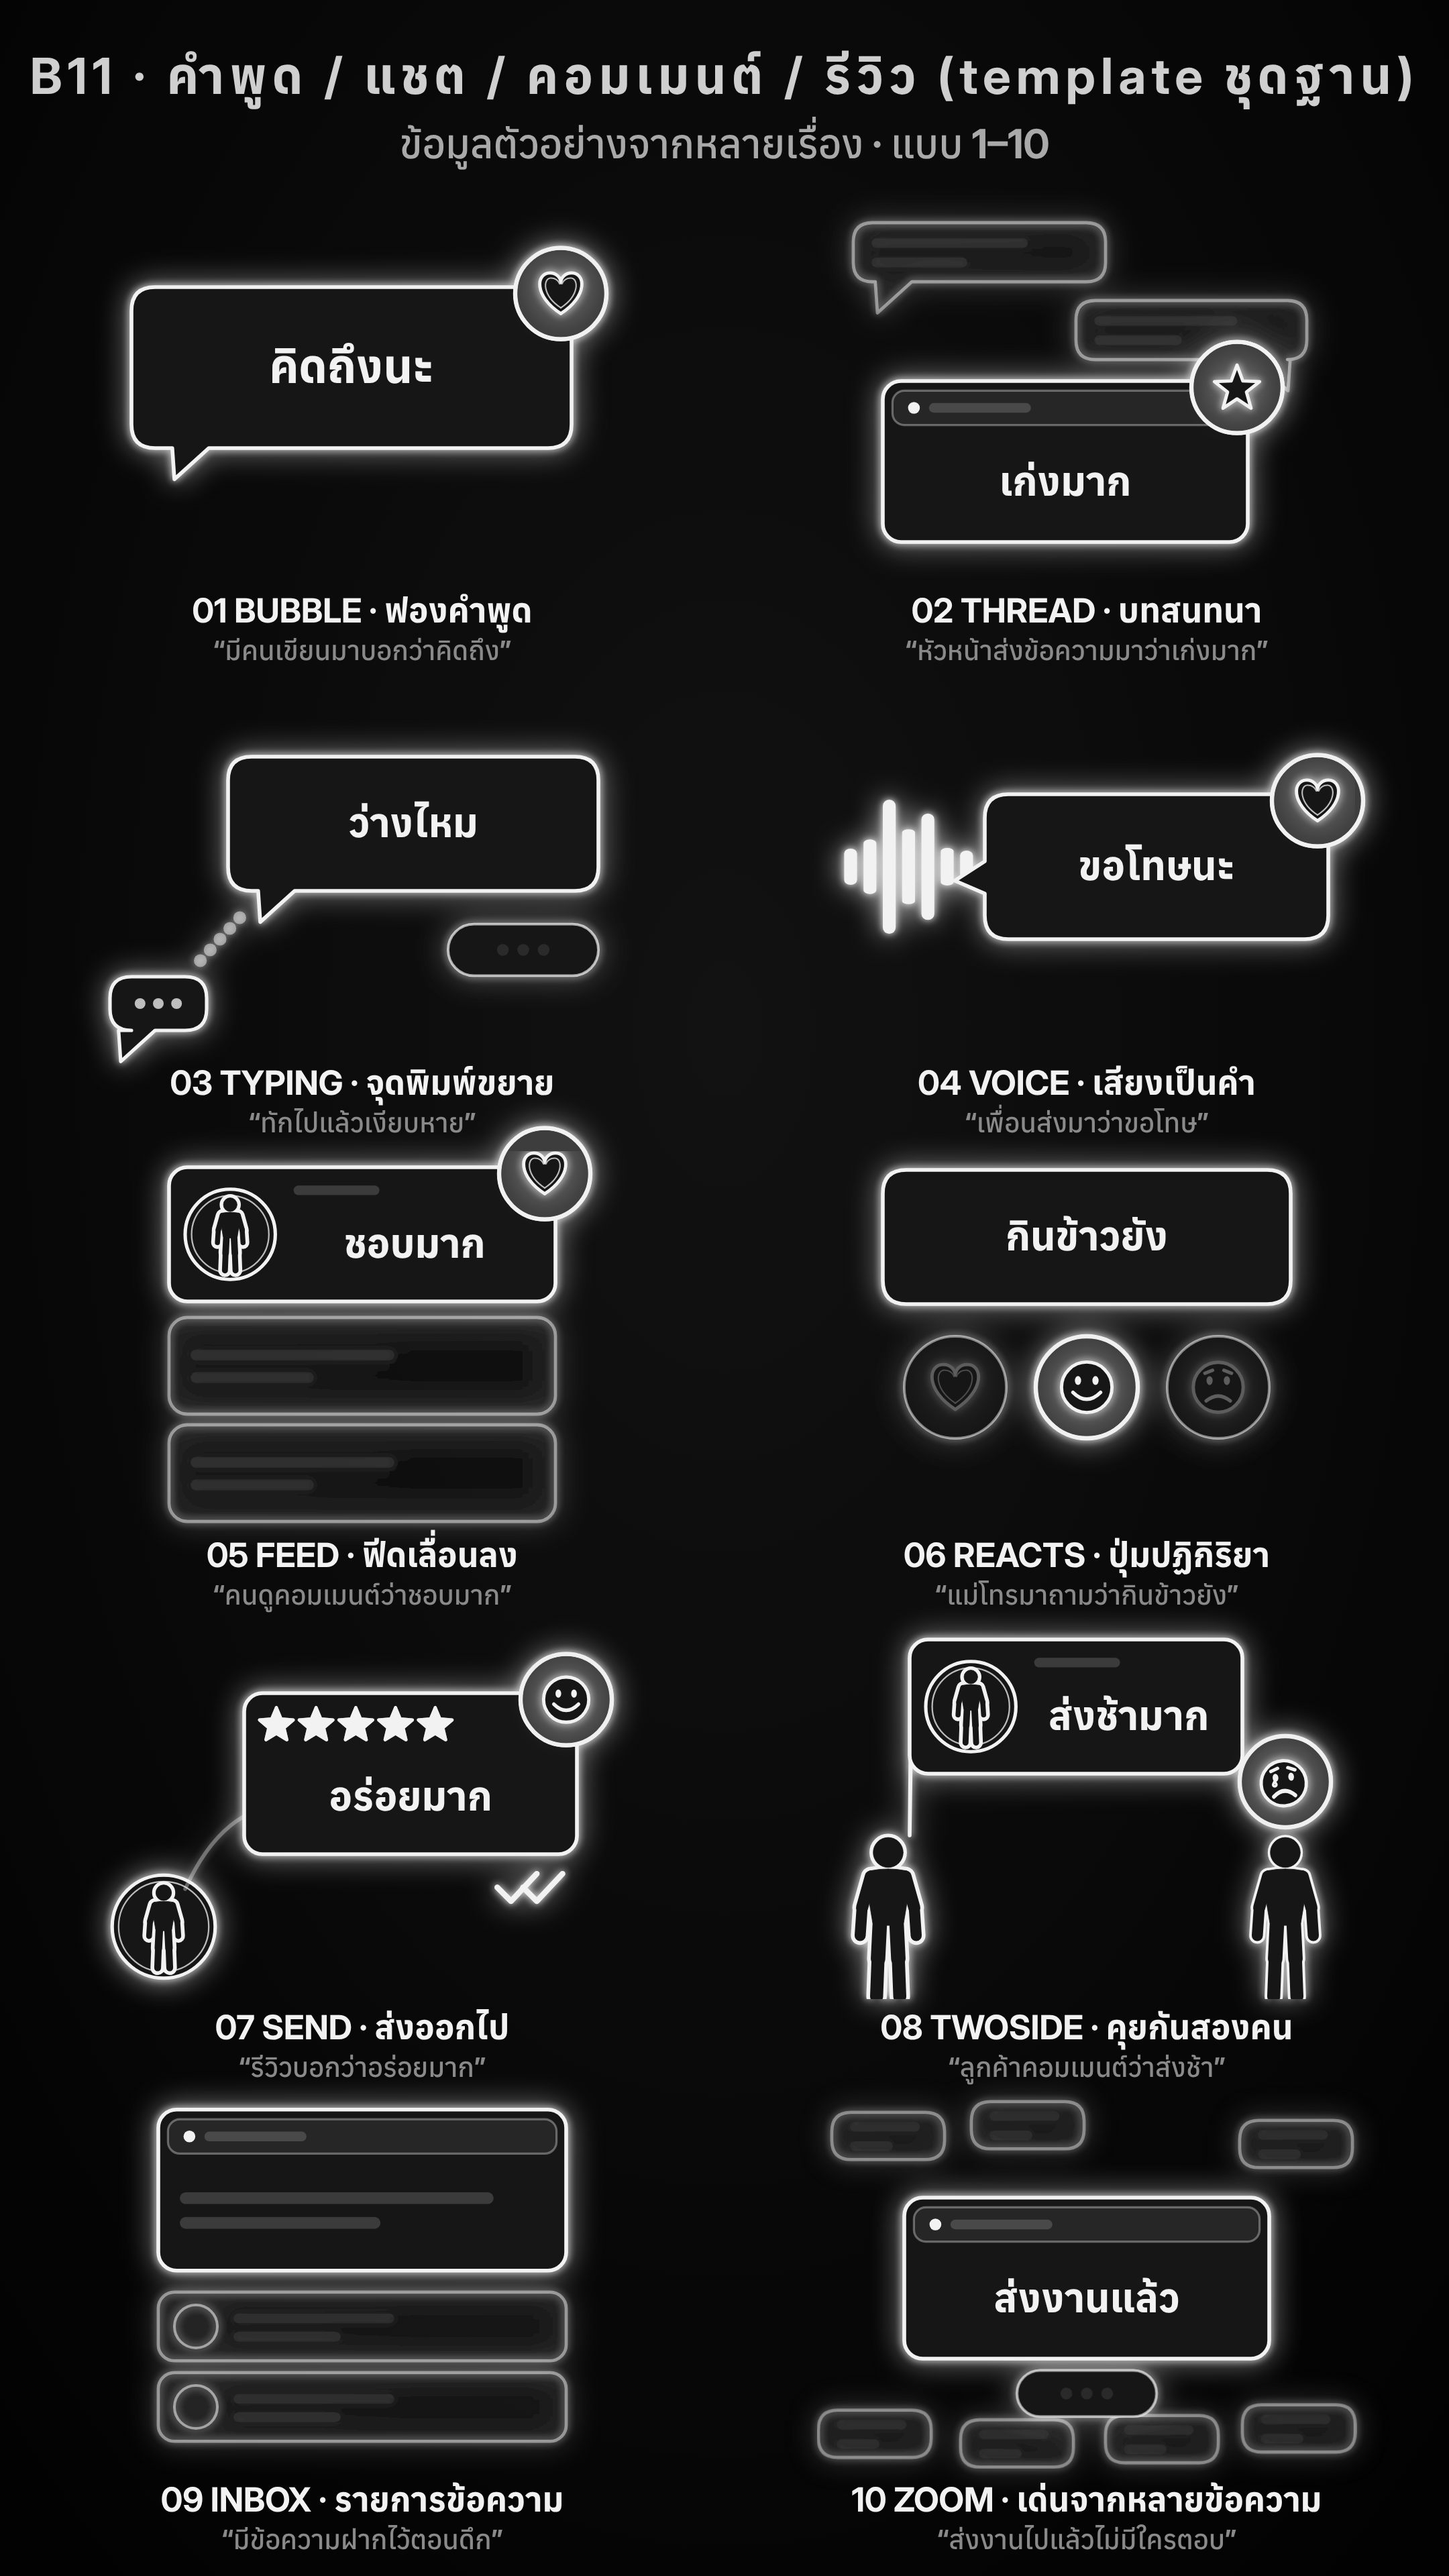 B11 · คำพูด / แชต / คอมเมนต์ / รีวิว (template ชุดฐาน)
ข้อมูลตัวอย่างจากหลายเรื่อง · แบบ 1–10
คิดถึงนะ
01 BUBBLE · ฟองคำพูด
“มีคนเขียนมาบอกว่าคิดถึง”
เก่งมาก
02 THREAD · บทสนทนา
“หัวหน้าส่งข้อความมาว่าเก่งมาก”
ว่างไหม
03 TYPING · จุดพิมพ์ขยาย
“ทักไปแล้วเงียบหาย”
ขอโทษนะ
04 VOICE · เสียงเป็นคำ
“เพื่อนส่งมาว่าขอโทษ”
ชอบมาก
05 FEED · ฟีดเลื่อนลง
“คนดูคอมเมนต์ว่าชอบมาก”
กินข้าวยัง
06 REACTS · ปุ่มปฏิกิริยา
“แม่โทรมาถามว่ากินข้าวยัง”
อร่อยมาก
07 SEND · ส่งออกไป
“รีวิวบอกว่าอร่อยมาก”
ส่งช้ามาก
08 TWOSIDE · คุยกันสองคน
“ลูกค้าคอมเมนต์ว่าส่งช้า”
09 INBOX · รายการข้อความ
“มีข้อความฝากไว้ตอนดึก”
ส่งงานแล้ว
10 ZOOM · เด่นจากหลายข้อความ
“ส่งงานไปแล้วไม่มีใครตอบ”